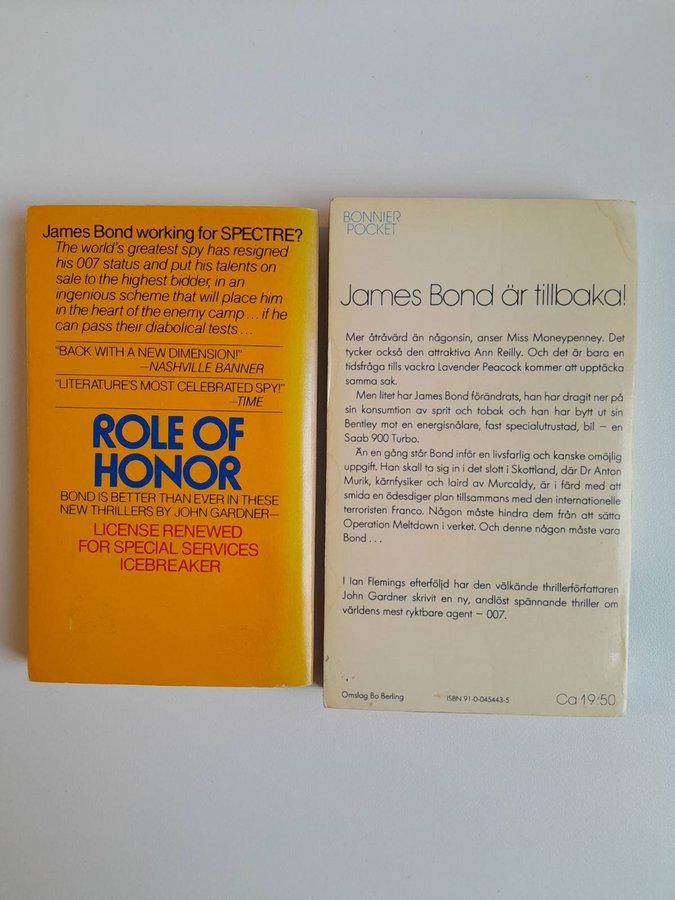 James Bond working for SPECTRE?
The world's greatest spy has resigned
his 007 status and put his talents on
sale to the highest bidder, in an
ingenious scheme that will place him
in the heart of the enemy camp...if he
can pass their diabolical tests...
"BACK WITH A NEW DIMENSION!"
—NASHVILLE BANNER
"LITERATURE'S MOST CELEBRATED SPY!"
—TIME
ROLE OF
HONOR
BOND IS BETTER THAN EVER IN THESE
NEW THRILLERS BY JOHN GARDNER—
LICENSE RENEWED
FOR SPECIAL SERVICES
ICEBREAKER
BONNIER
POCKET
James Bond är tillbaka!
Mer åtråvärd än någonsin, anser Miss Moneypenney. Det
tycker också den attraktiva Ann Reilly. Och det är bara en
tidsfråga tills vackra Lavender Peacock kommer att upptäcka
samma sak.
Men litet har James Bond förändrats, han har dragit ner på
sin konsumtion av sprit och tobak och han har bytt ut sin
Bentley mot en energisnålare, fast specialutrustad, bil – en
Saab 900 Turbo.
Än en gång står Bond inför en livsfarlig och kanske omöjlig
uppgift. Han skall ta sig in i det slott i Skottland, där Dr Anton
Murik, kärnfysiker och laird av Murcaldy, är i färd med att
smida en ödesdiger plan tillsammans med den internationelle
terroristen Franco. Någon måste hindra dem från att sätta
Operation Meltdown i verket. Och denne någon måste vara
Bond ...
I Ian Flemings efterföljd har den välkände thrillerförfattaren
John Gardner skrivit en ny, andlöst spännande thriller om
världens mest ryktbare agent – 007.
Omslag Bo Berling
ISBN 91-0-045443-5
Ca 19:50